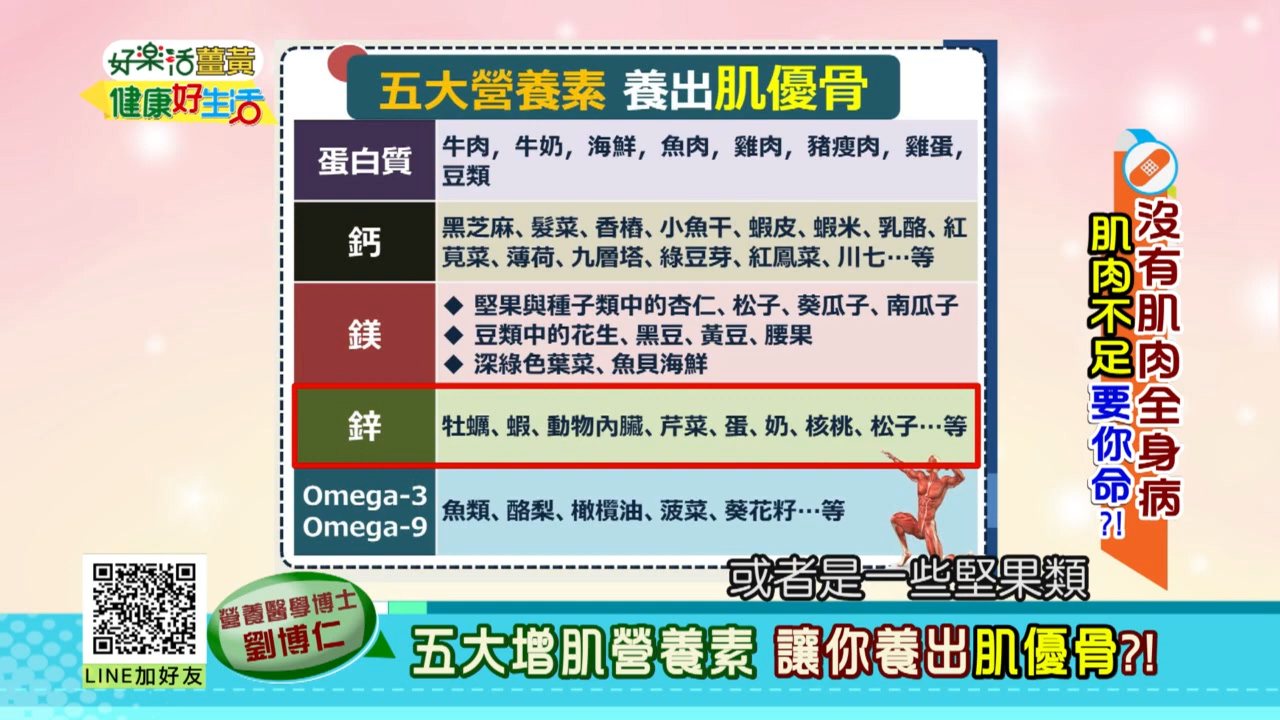 好楽活薑黃
健康好生活
五大營養素 養出肌優骨
蛋白質
牛肉，牛奶，海鮮，魚肉，雞肉，豬瘦肉，雞蛋，
豆類
鈣
黑芝麻、髮菜、香樁、小魚干、蝦皮、蝦米、乳酪、紅
莧菜、薄荷、九層塔、綠豆芽、紅鳳菜、川七…等
鎂
◆ 堅果與種子類中的杏仁、松子、葵瓜子、南瓜子
◆ 豆類中的花生、黑豆、黃豆、腰果
◆ 深綠色葉菜、魚貝海鮮
鋅
牡蠣、蝦、動物內臟、芹菜、蛋、奶、核桃、松子…等
Omega-3
Omega-9
魚類、酪梨、橄欖油、菠菜、葵花籽…等
沒有肌肉全身病
肌肉不足要你命?!
或者是一些堅果類
LINE加好友
營養醫學博士
劉博仁
五大增肌營養素 讓你養出肌優骨?!